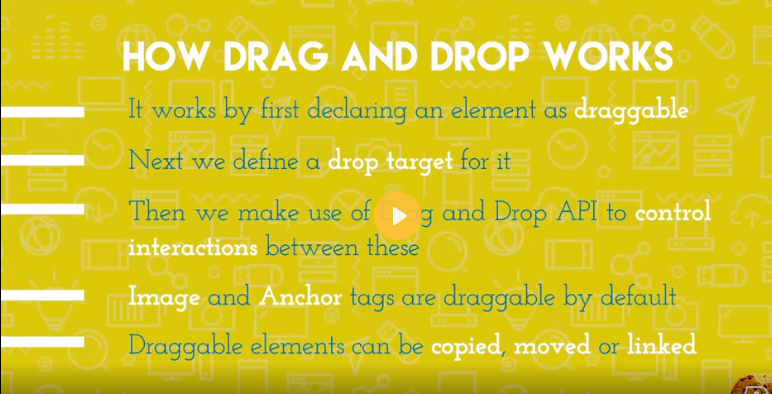 HOW DRAG AND DROP WORKS
It works by first declaring an element as draggable
Next we define a drop target for it
Then we make use of Drag and Drop API to control
interactions between these
Image and Anchor tags are draggable by default
Draggable elements can be copied, moved or linked